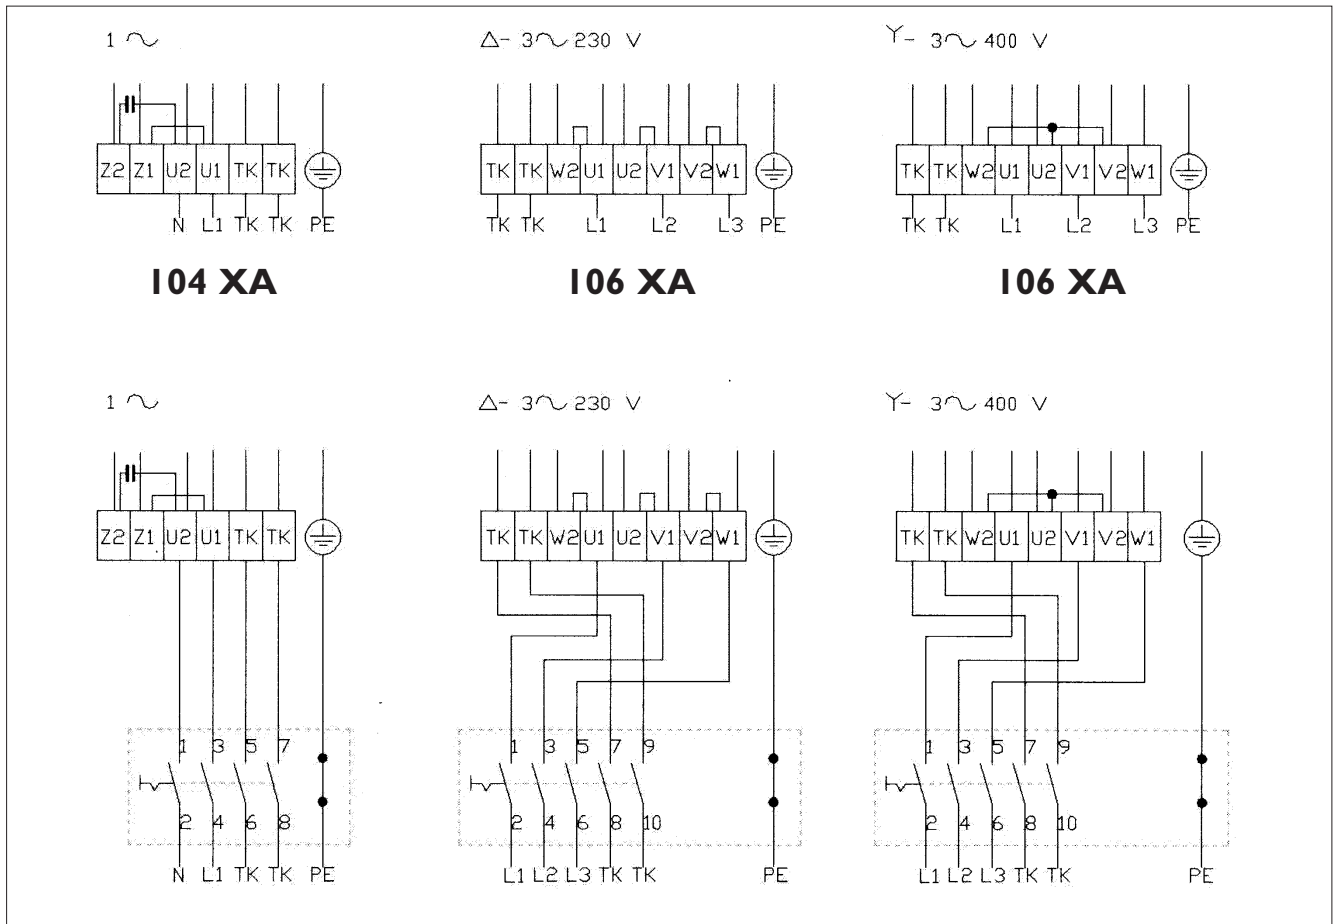 1 ～
△- 3～ 230 V
Y- 3～ 400 V
Z2 Z1 U2 U1 TK TK
TK TK W2 U1 U2 V1 V2 W1
TK TK W2 U1 U2 V1 V2 W1
N L1 TK TK PE
TK TK L1 L2 L3 PE
TK TK L1 L2 L3 PE
104 XA
106 XA
106 XA
1 ～
△- 3～ 230 V
Y- 3～ 400 V
Z2 Z1 U2 U1 TK TK
TK TK W2 U1 U2 V1 V2 W1
TK TK W2 U1 U2 V1 V2 W1
1 3 5 7
1 3 5 7 9
1 3 5 7 9
2 4 6 8
2 4 6 8 10
2 4 6 8 10
N L1 TK TK PE
L1 L2 L3 TK TK PE
L1 L2 L3 TK TK PE